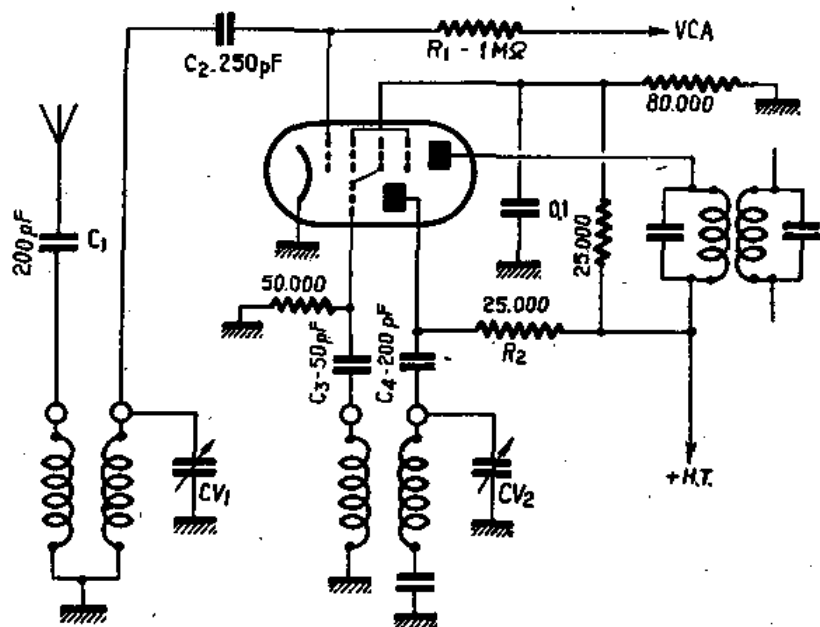 C2-250pF
R1 - 1MΩ
VCA
80.000
200pF
C1
0,1
25.000
50.000
C3-50pF
C4-200pF
25.000
R2
CV1
CV2
+H.T.